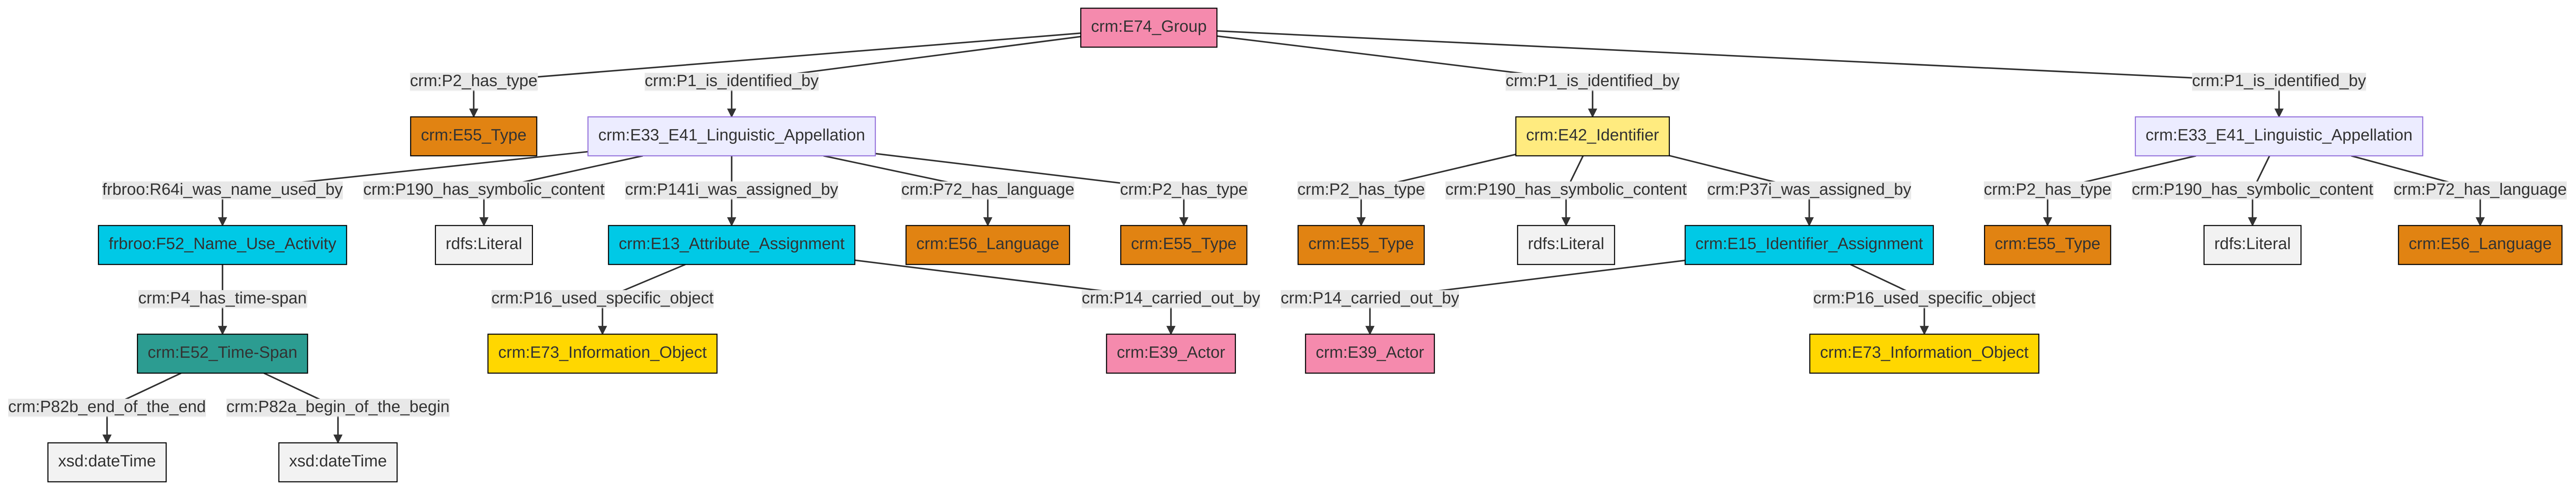 crm:E74_Group
crm:P2_has_type
crm:P1_is_identified_by
crm:P1_is_identified_by
crm:P1_is_identified_by
crm:E55_Type
crm:E33_E41_Linguistic_Appellation
crm:E42_Identifier
crm:E33_E41_Linguistic_Appellation
frbroo:R64i_was_name_used_by
crm:P190_has_symbolic_content
crm:P141i_was_assigned_by
crm:P72_has_language
crm:P2_has_type
crm:P2_has_type
crm:P190_has_symbolic_content
crm:P37i_was_assigned_by
crm:P2_has_type
crm:P190_has_symbolic_content
crm:P72_has_language
frbroo:F52_Name_Use_Activity
rdfs:Literal
crm:E13_Attribute_Assignment
crm:E56_Language
crm:E55_Type
crm:E55_Type
rdfs:Literal
crm:E15_Identifier_Assignment
crm:E55_Type
rdfs:Literal
crm:E56_Language
crm:P4_has_time-span
crm:P16_used_specific_object
crm:P14_carried_out_by
crm:P14_carried_out_by
crm:P16_used_specific_object
crm:E52_Time-Span
crm:E73_Information_Object
crm:E39_Actor
crm:E39_Actor
crm:E73_Information_Object
crm:P82b_end_of_the_end
crm:P82a_begin_of_the_begin
xsd:dateTime
xsd:dateTime